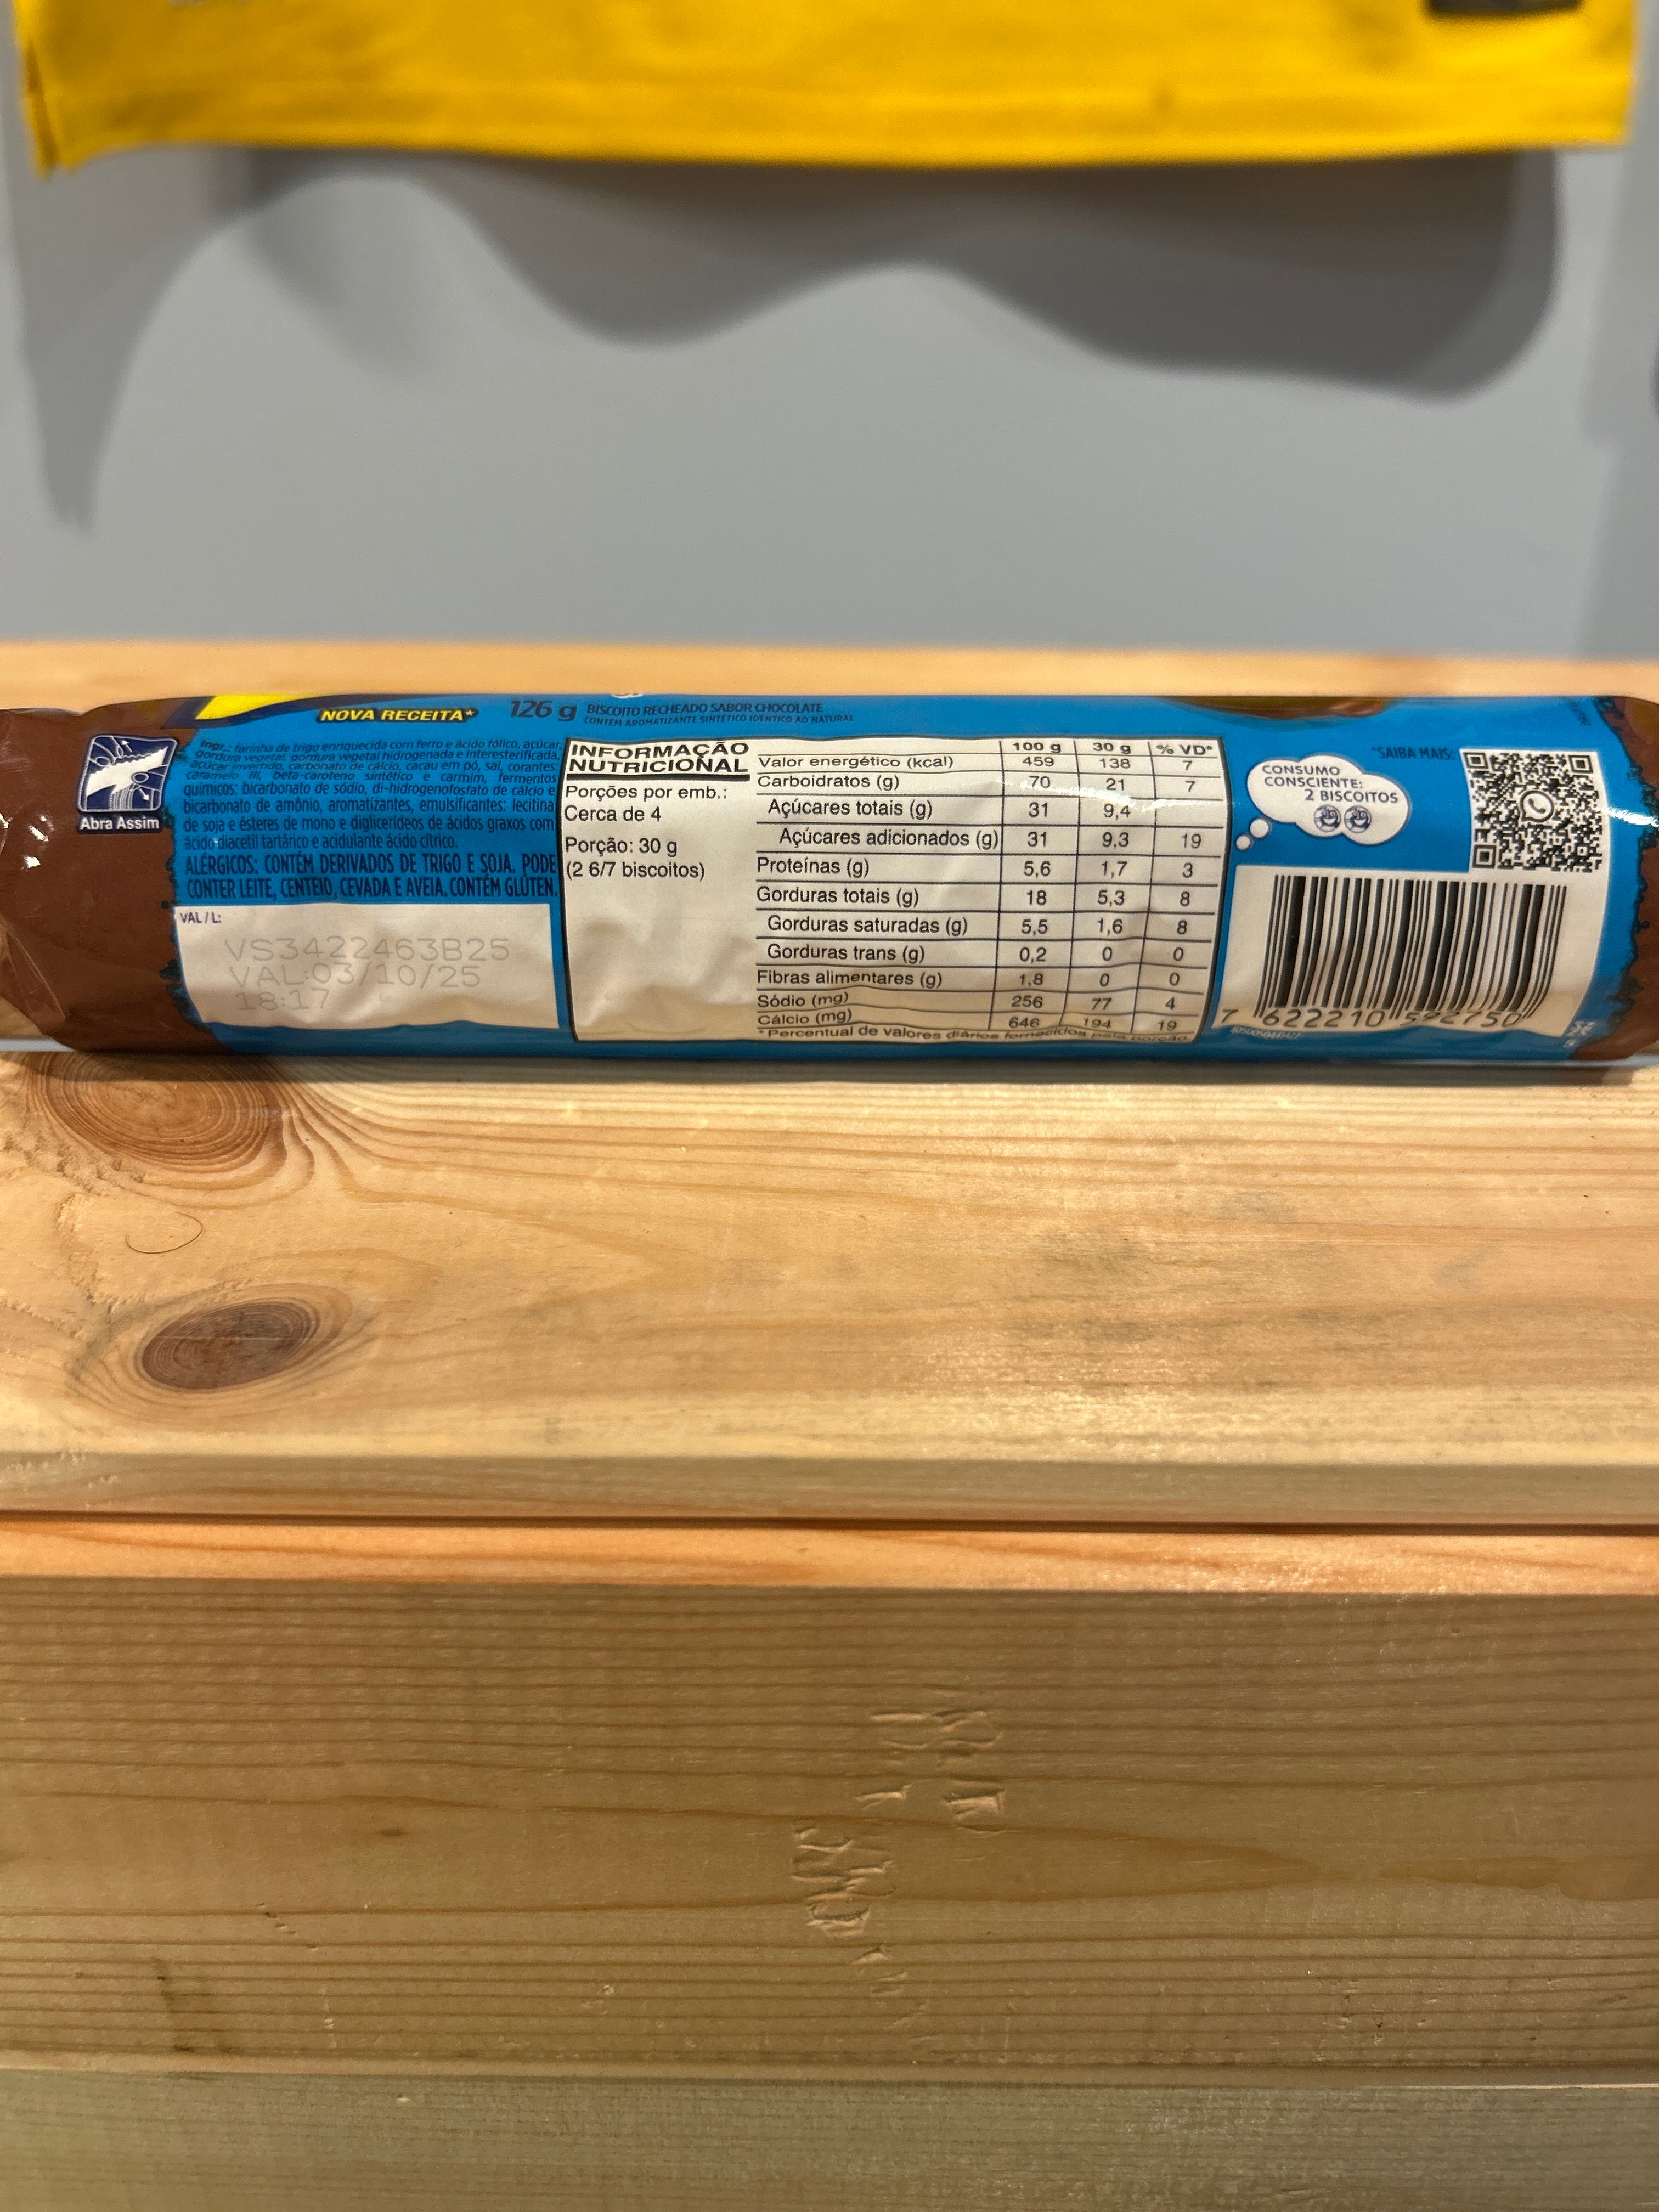 NOVA RECEITA*
126 g
BISCOITO RECHEADO SABOR CHOCOLATE
CONTÉM AROMATIZANTE SINTÉTICO IDÊNTICO AO NATURAL
Abra Assim
Ingr.: farinha de trigo enriquecida com ferro e ácido fólico, açúcar,
gordura vegetal, gordura vegetal hidrogenada e interesterificada,
açúcar invertido, carbonato de cálcio, cacau em pó, sal, corantes:
caramelo III, beta-caroteno sintético e carmim, fermentos
químicos: bicarbonato de sódio, di-hidrogenofosfato de cálcio e
bicarbonato de amônio, aromatizantes, emulsificantes: lecitina
de soja e ésteres de mono e diglicerídeos de ácidos graxos com
ácido diacetil tartárico e acidulante ácido cítrico.
ALÉRGICOS: CONTÉM DERIVADOS DE TRIGO E SOJA. PODE
CONTER LEITE, CENTEIO, CEVADA E AVEIA. CONTÉM GLÚTEN.
VAL/L:
VS3422463B25
VAL:03/10/25
18:17
INFORMAÇÃO
NUTRICIONAL
Porções por emb.:
Cerca de 4
Porção: 30 g
(2 6/7 biscoitos)
100 g 30 g % VD*
Valor energético (kcal) 459 138 7
Carboidratos (g) 70 21 7
Açúcares totais (g) 31 9,4
Açúcares adicionados (g) 31 9,3 19
Proteínas (g) 5,6 1,7 3
Gorduras totais (g) 18 5,3 8
Gorduras saturadas (g) 5,5 1,6 8
Gorduras trans (g) 0,2 0 0
Fibras alimentares (g) 1,8 0 0
Sódio (mg) 256 77 4
Cálcio (mg) 646 194 19
*Percentual de valores diários fornecidos pela porção.
*SAIBA MAIS:
CONSUMO
CONSCIENTE:
2 BISCOITOS
7 622210 592750